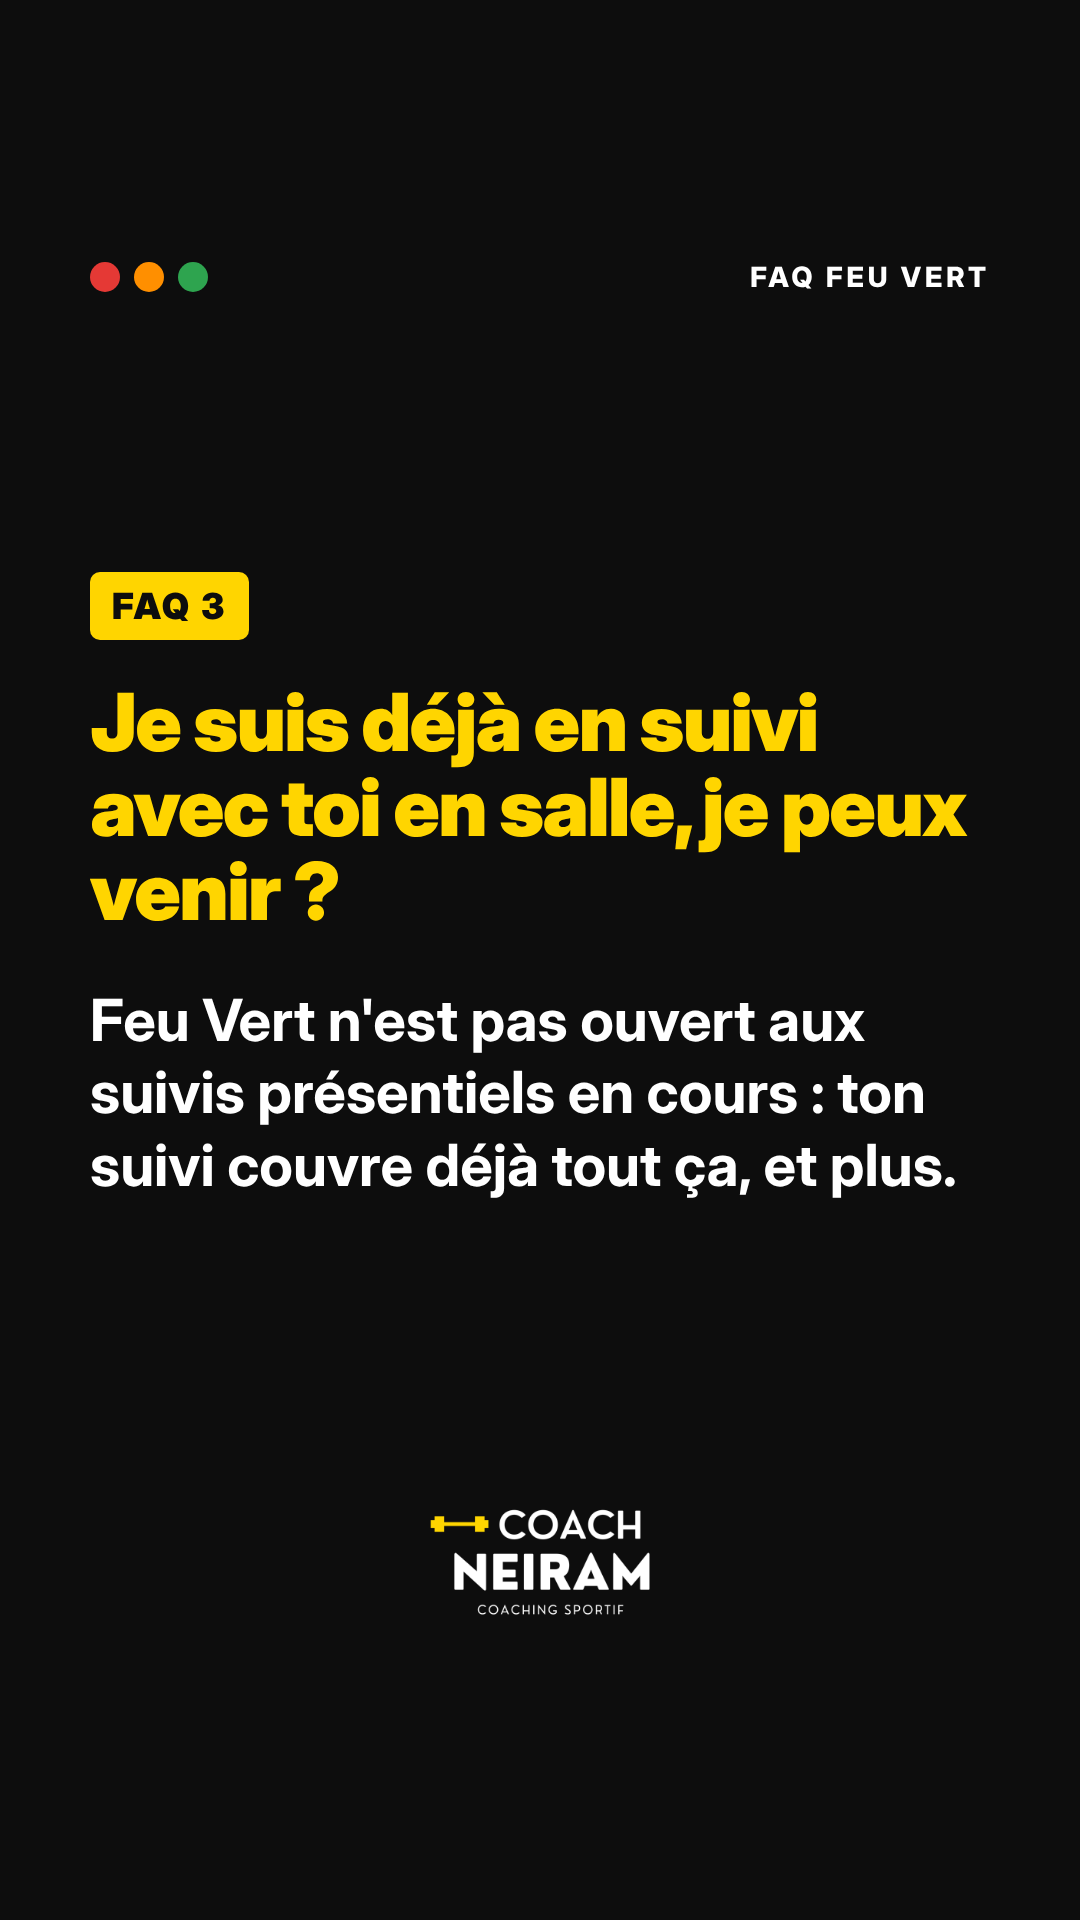 FAQ FEU VERT
FAQ 3
Je suis déjà en suivi
avec toi en salle, je peux
venir ?
Feu Vert n'est pas ouvert aux
suivis présentiels en cours : ton
suivi couvre déjà tout ça, et plus.
COACH
NEIRAM
COACHING SPORTIF